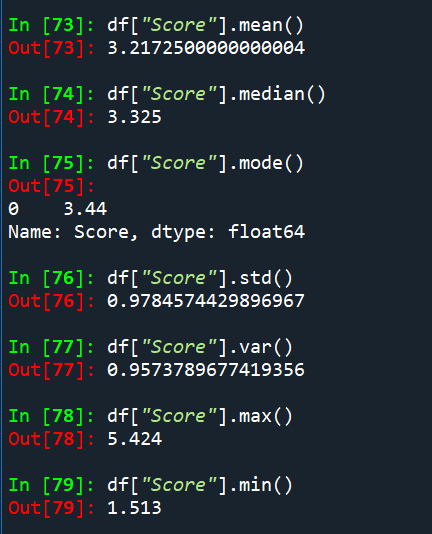 In [73]: df["Score"].mean()
Out[73]: 3.2172500000000004
In [74]: df["Score"].median()
Out[74]: 3.325
In [75]: df["Score"].mode()
Out[75]:
0    3.44
Name: Score, dtype: float64
In [76]: df["Score"].std()
Out[76]: 0.9784574429896967
In [77]: df["Score"].var()
Out[77]: 0.9573789677419356
In [78]: df["Score"].max()
Out[78]: 5.424
In [79]: df["Score"].min()
Out[79]: 1.513